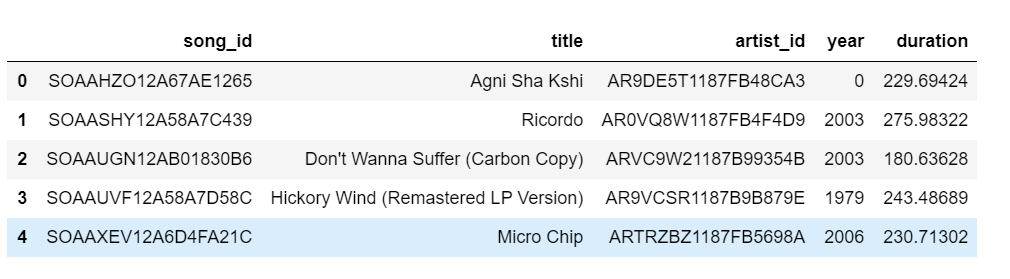 song_id title artist_id year duration
0 SOAAHZO12A67AE1265 Agni Sha Kshi AR9DE5T1187FB48CA3 0 229.69424
1 SOAASHY12A58A7C439 Ricordo AR0VQ8W1187FB4F4D9 2003 275.98322
2 SOAAUGN12AB01830B6 Don't Wanna Suffer (Carbon Copy) ARVC9W21187B99354B 2003 180.63628
3 SOAAUVF12A58A7D58C Hickory Wind (Remastered LP Version) AR9VCSR1187B9B879E 1979 243.48689
4 SOAAXEV12A6D4FA21C Micro Chip ARTRZBZ1187FB5698A 2006 230.71302